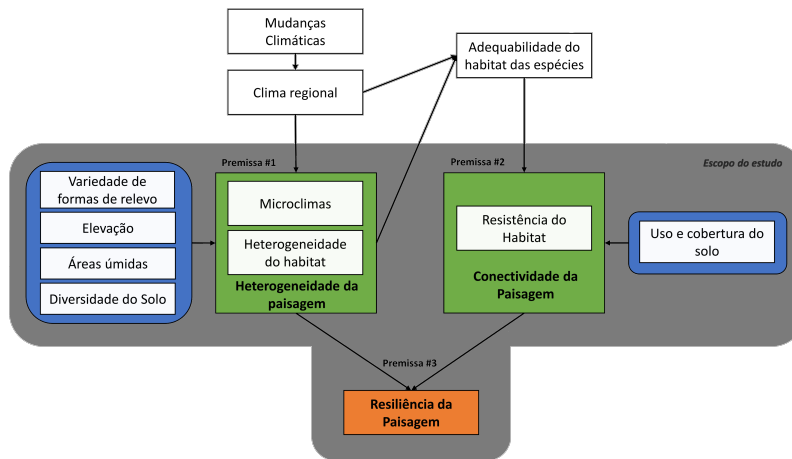 Mudanças
Climáticas
Adequabilidade do
habitat das espécies
Clima regional
Premissa #1
Premissa #2
Escopo do estudo
Variedade de
formas de relevo
Elevação
Áreas úmidas
Diversidade do Solo
Microclimas
Heterogeneidade
do habitat
Heterogeneidade da
paisagem
Resistência do
Habitat
Conectividade da
Paisagem
Uso e cobertura do
solo
Premissa #3
Resiliência da
Paisagem